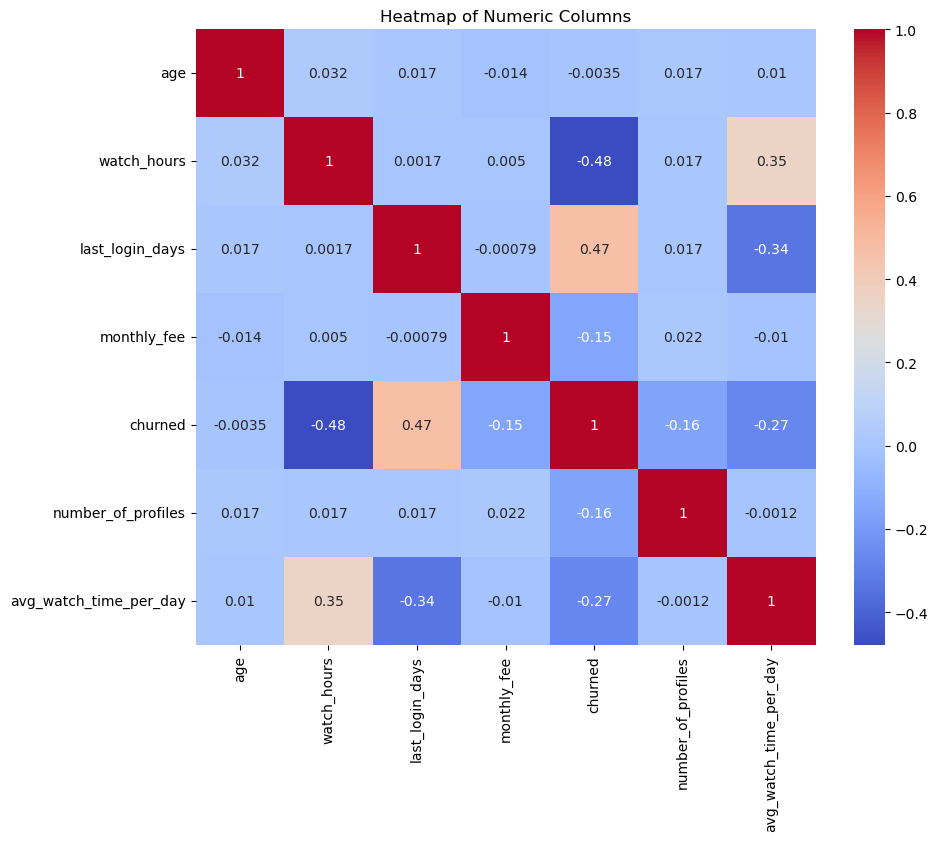 Heatmap of Numeric Columns
age 1 0.032 0.017 -0.014 -0.0035 0.017 0.01
watch_hours 0.032 1 0.0017 0.005 -0.48 0.017 0.35
last_login_days 0.017 0.0017 1 -0.00079 0.47 0.017 -0.34
monthly_fee -0.014 0.005 -0.00079 1 -0.15 0.022 -0.01
churned -0.0035 -0.48 0.47 -0.15 1 -0.16 -0.27
number_of_profiles 0.017 0.017 0.017 0.022 -0.16 1 -0.0012
avg_watch_time_per_day 0.01 0.35 -0.34 -0.01 -0.27 -0.0012 1
age
watch_hours
last_login_days
monthly_fee
churned
number_of_profiles
avg_watch_time_per_day
1.0
0.8
0.6
0.4
0.2
0.0
−0.2
−0.4